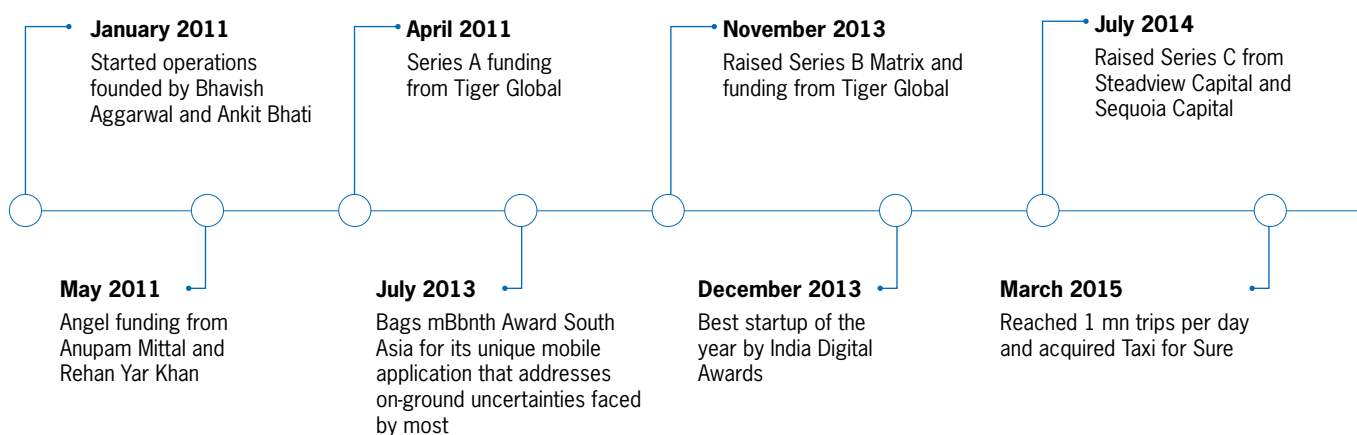 January 2011
Started operations
founded by Bhavish
Aggarwal and Ankit Bhati
May 2011
Angel funding from
Anupam Mittal and
Rehan Yar Khan
April 2011
Series A funding
from Tiger Global
July 2013
Bags mBbnth Award South
Asia for its unique mobile
application that addresses
on-ground uncertainties faced
by most
November 2013
Raised Series B Matrix and
funding from Tiger Global
December 2013
Best startup of the
year by India Digital
Awards
July 2014
Raised Series C from
Steadview Capital and
Sequoia Capital
March 2015
Reached 1 mn trips per day
and acquired Taxi for Sure